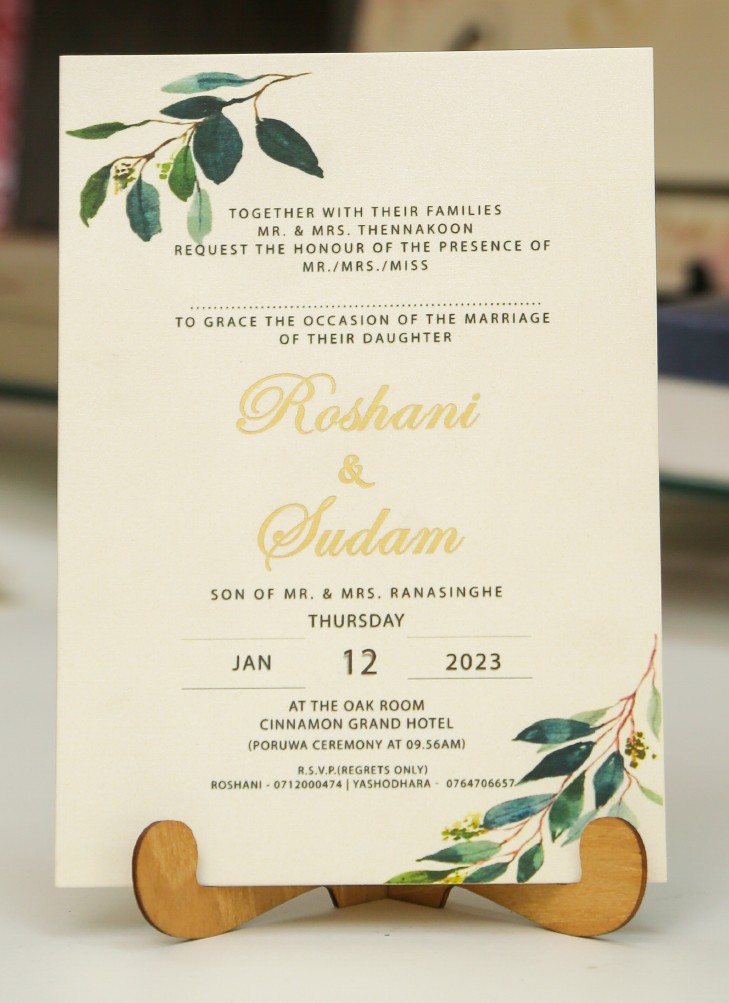 TOGETHER WITH THEIR FAMILIES
MR. & MRS. THENNAKOON
REQUEST THE HONOUR OF THE PRESENCE OF
MR./MRS./MISS
................................................................
TO GRACE THE OCCASION OF THE MARRIAGE
OF THEIR DAUGHTER
Roshani
&
Sudam
SON OF MR. & MRS. RANASINGHE
THURSDAY
JAN 12 2023
AT THE OAK ROOM
CINNAMON GRAND HOTEL
(PORUWA CEREMONY AT 09.56AM)
R.S.V.P.(REGRETS ONLY)
ROSHANI - 0712000474 | YASHODHARA - 0764706657